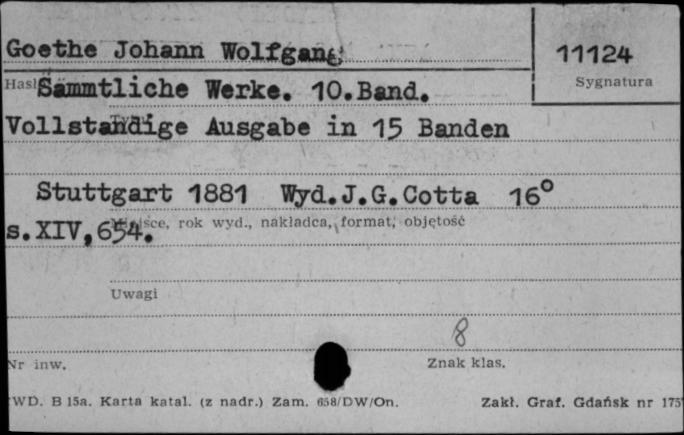 Goethe Johann Wolfgang
11124
Sygnatura
Hasło
Sämmtliche Werke. 10.Band.
Vollständige Ausgabe in 15 Banden
Stuttgart 1881 Wyd.J.G.Cotta 16°
s.XIV,654.
Miejsce, rok wyd., nakładca, format, objętość
Uwagi
8
Nr inw.
Znak klas.
WD. B 15a. Karta katal. (z nadr.) Zam. 658/DW/On.
Zakł. Graf. Gdańsk nr 175